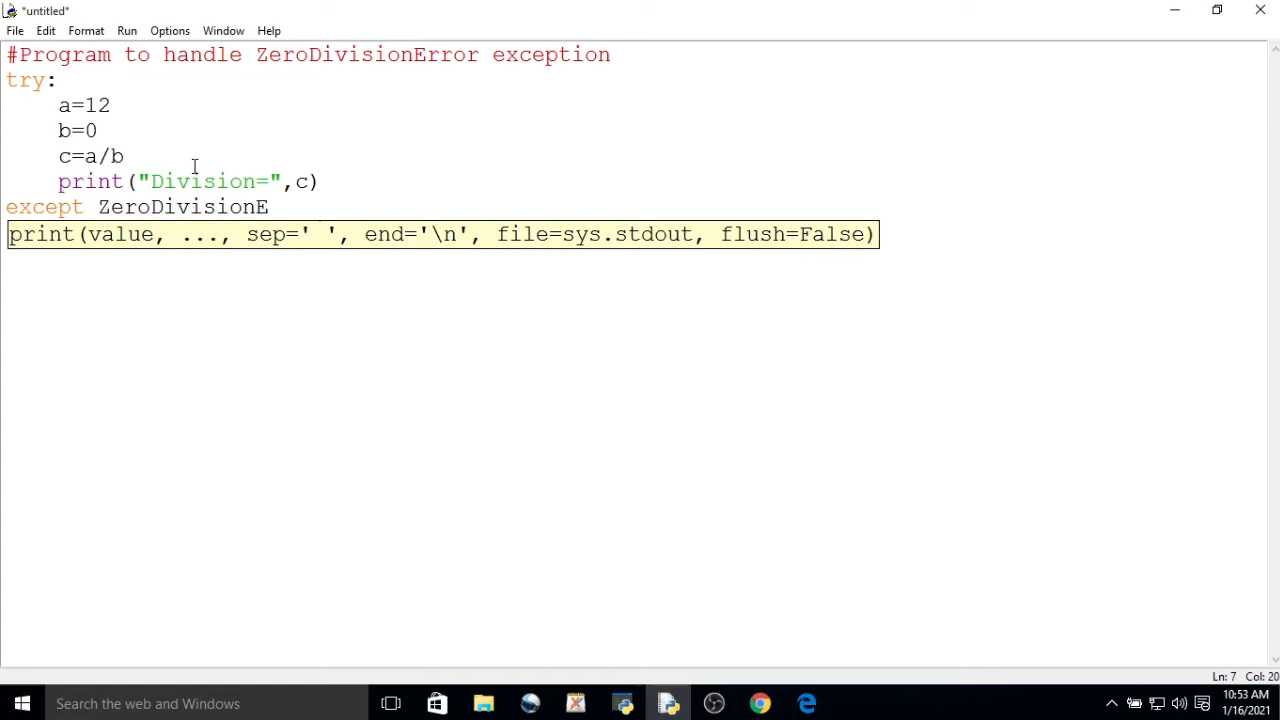 *untitled*
File Edit Format Run Options Window Help
#Program to handle ZeroDivisionError exception
try:
    a=12
    b=0
    c=a/b
    print("Division=",c)
except ZeroDivisionE
print(value, ..., sep=' ', end='\n', file=sys.stdout, flush=False)
Ln: 7 Col: 20
Search the web and Windows
10:53 AM
1/16/2021